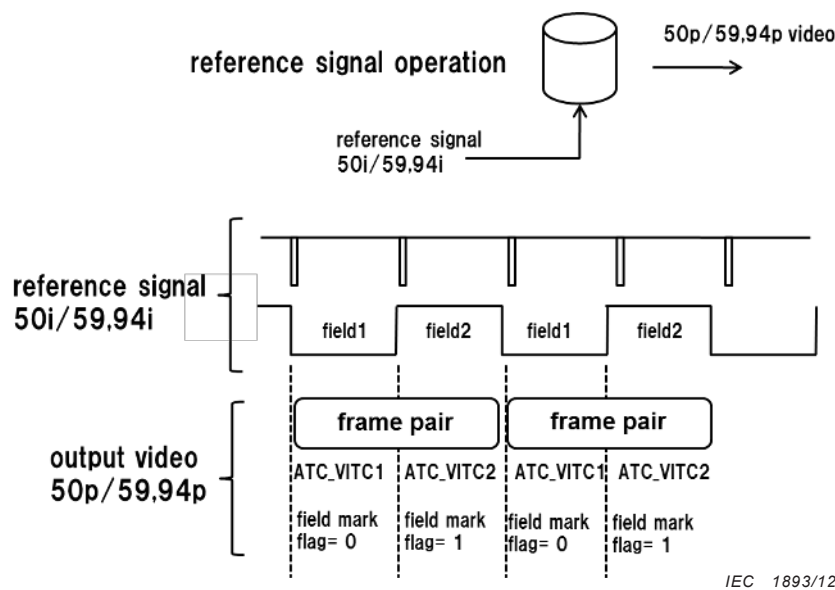 50p/59,94p video
reference signal operation
reference signal
50i/59,94i
reference signal
50i/59,94i
field1 field2 field1 field2
frame pair frame pair
output video
50p/59,94p
ATC_VITC1 ATC_VITC2 ATC_VITC1 ATC_VITC2
field mark field mark field mark field mark
flag= 0 flag= 1 flag= 0 flag= 1
IEC 1893/12